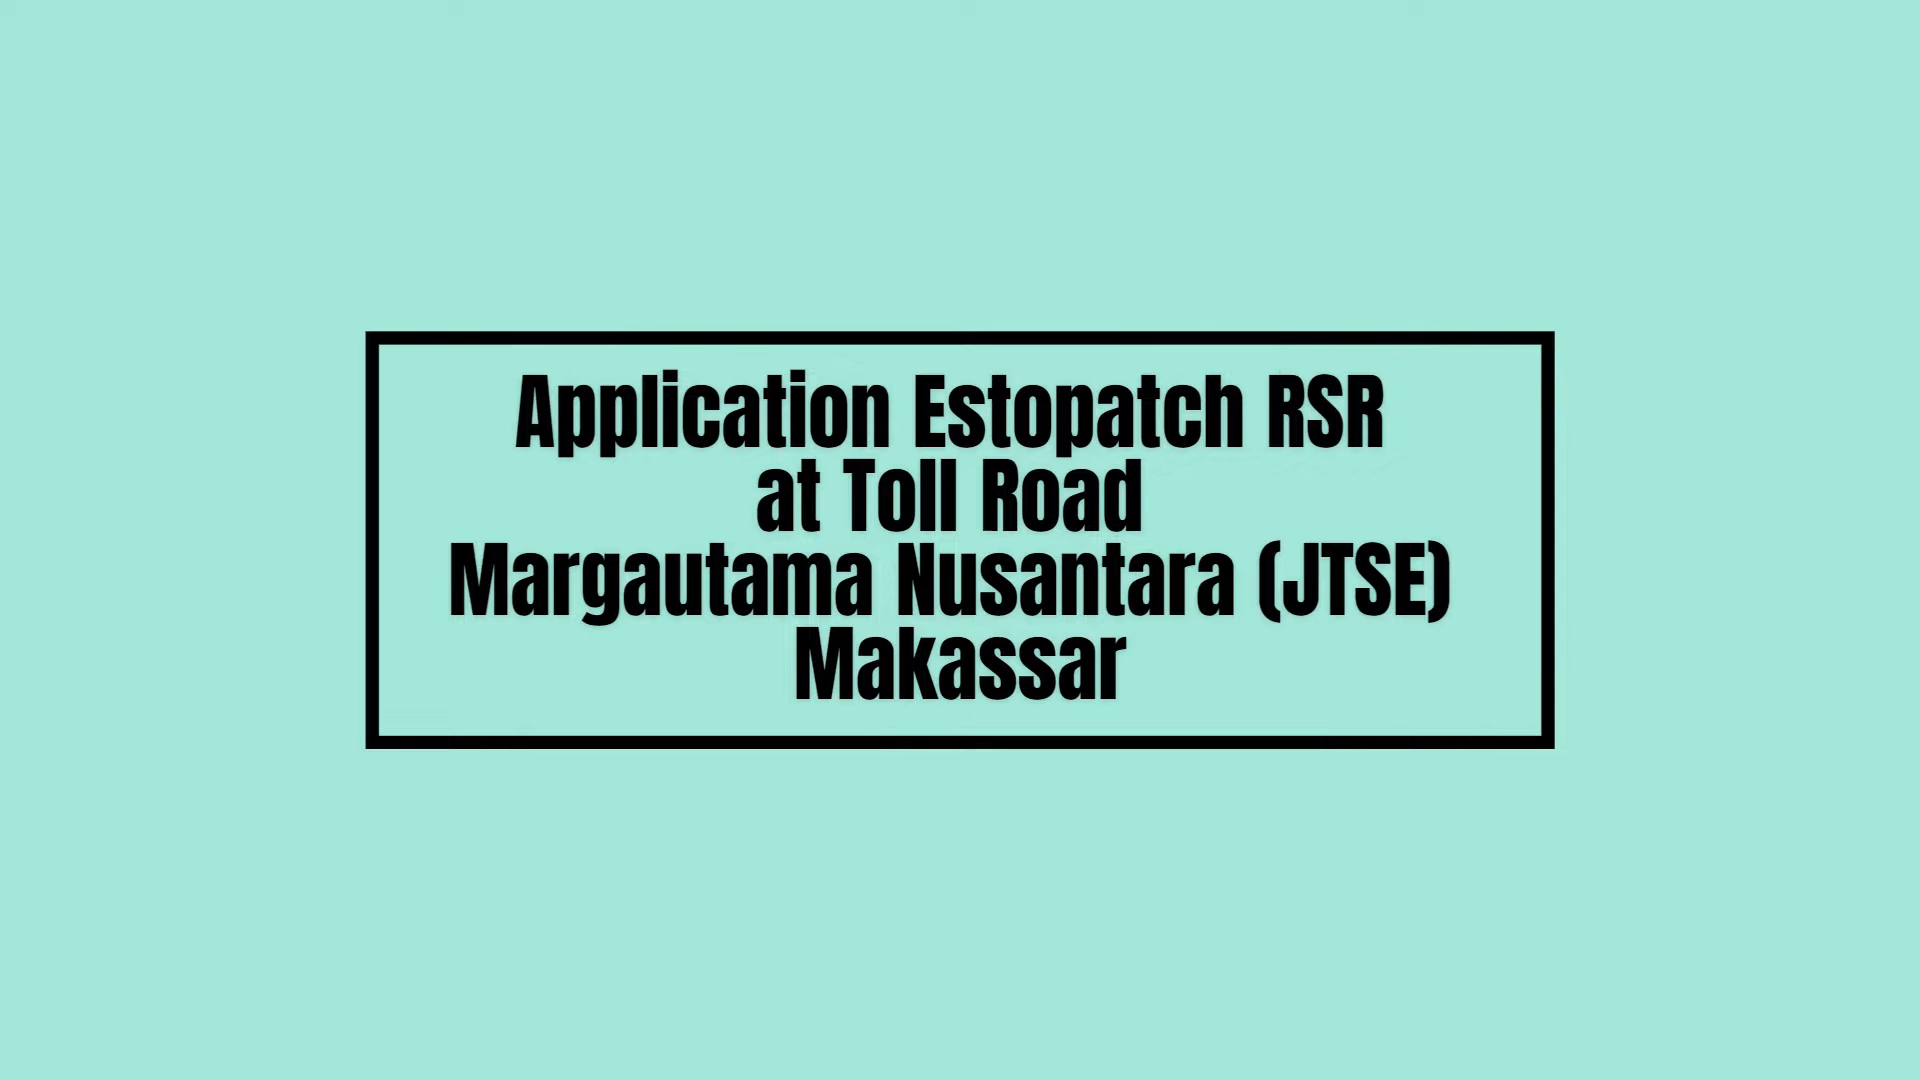 Application Estopatch RSR
at Toll Road
Margautama Nusantara (JTSE)
Makassar